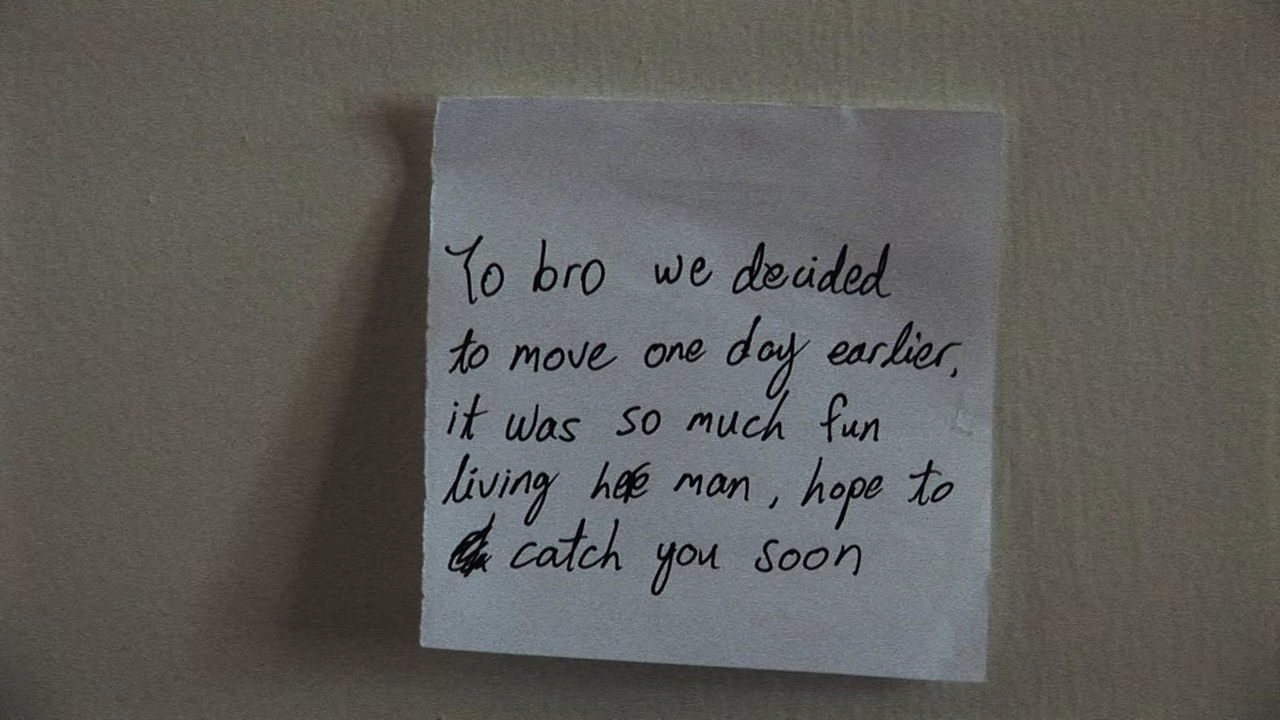 Yo bro we decided
to move one day earlier,
it was so much fun
living man, hope to
catch you soon